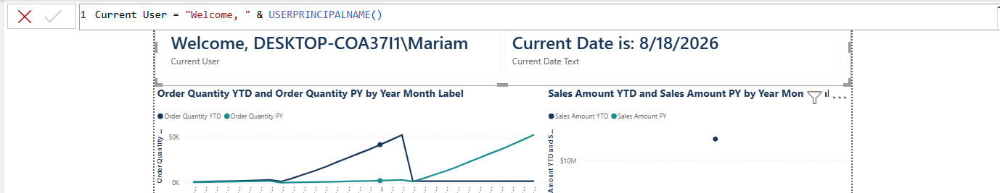 1 Current User = "Welcome, " & USERPRINCIPALNAME()
Welcome, DESKTOP-COA37I1\Mariam
Current User
Current Date is: 8/18/2026
Current Date Text
Order Quantity YTD and Order Quantity PY by Year Month Label
Order Quantity YTD Order Quantity PY
Order Quantity ...
50K
0K
Sales Amount YTD and Sales Amount PY by Year Mon
Sales Amount YTD Sales Amount PY
Amount YTD and S...
$10M